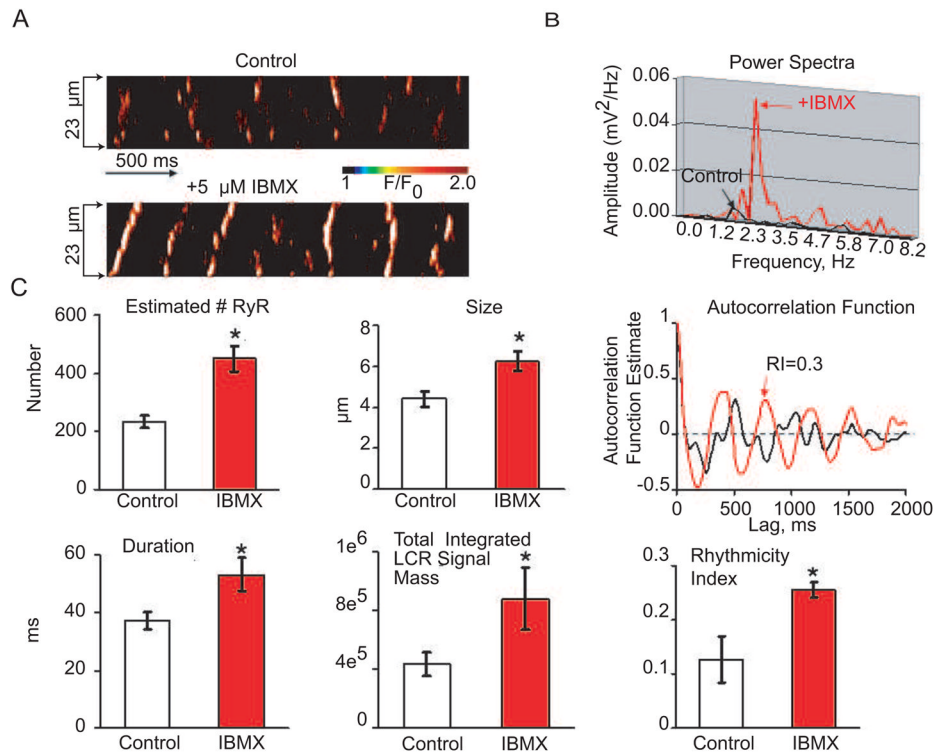 A
Control
23 µm
500 ms
+5 µM IBMX
1 F/F0 2.0
23 µm
B
Power Spectra
Amplitude (mV2/Hz)
0.06
0.04
0.02
0.00
+IBMX
Control
0.0 1.2 2.3 3.5 4.7 5.8 7.0 8.2
Frequency, Hz
C
Estimated # RyR
Number
600
400
200
0
*
Control IBMX
Size
µm
8
6
4
2
0
*
Control IBMX
Autocorrelation Function
Autocorrelation
Function Estimate
1
0.5
0
-0.5
RI=0.3
0 500 1000 1500 2000
Lag, ms
Duration
ms
60
40
20
0
*
Control IBMX
Total Integrated
LCR Signal
Mass
1e6
8e5
4e5
0
*
Control IBMX
Rhythmicity
Index
0.3
0.2
0.1
0
*
Control IBMX